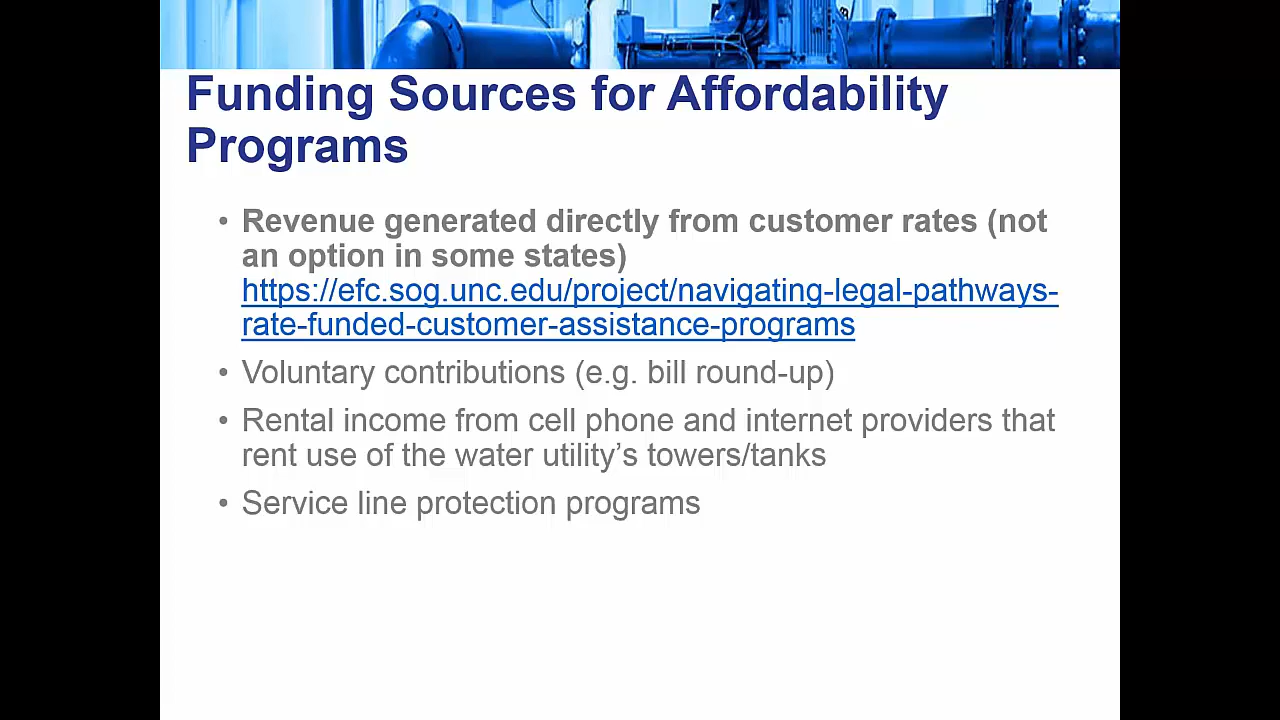 Funding Sources for Affordability
Programs
• Revenue generated directly from customer rates (not
an option in some states)
https://efc.sog.unc.edu/project/navigating-legal-pathways-
rate-funded-customer-assistance-programs
• Voluntary contributions (e.g. bill round-up)
• Rental income from cell phone and internet providers that
rent use of the water utility’s towers/tanks
• Service line protection programs